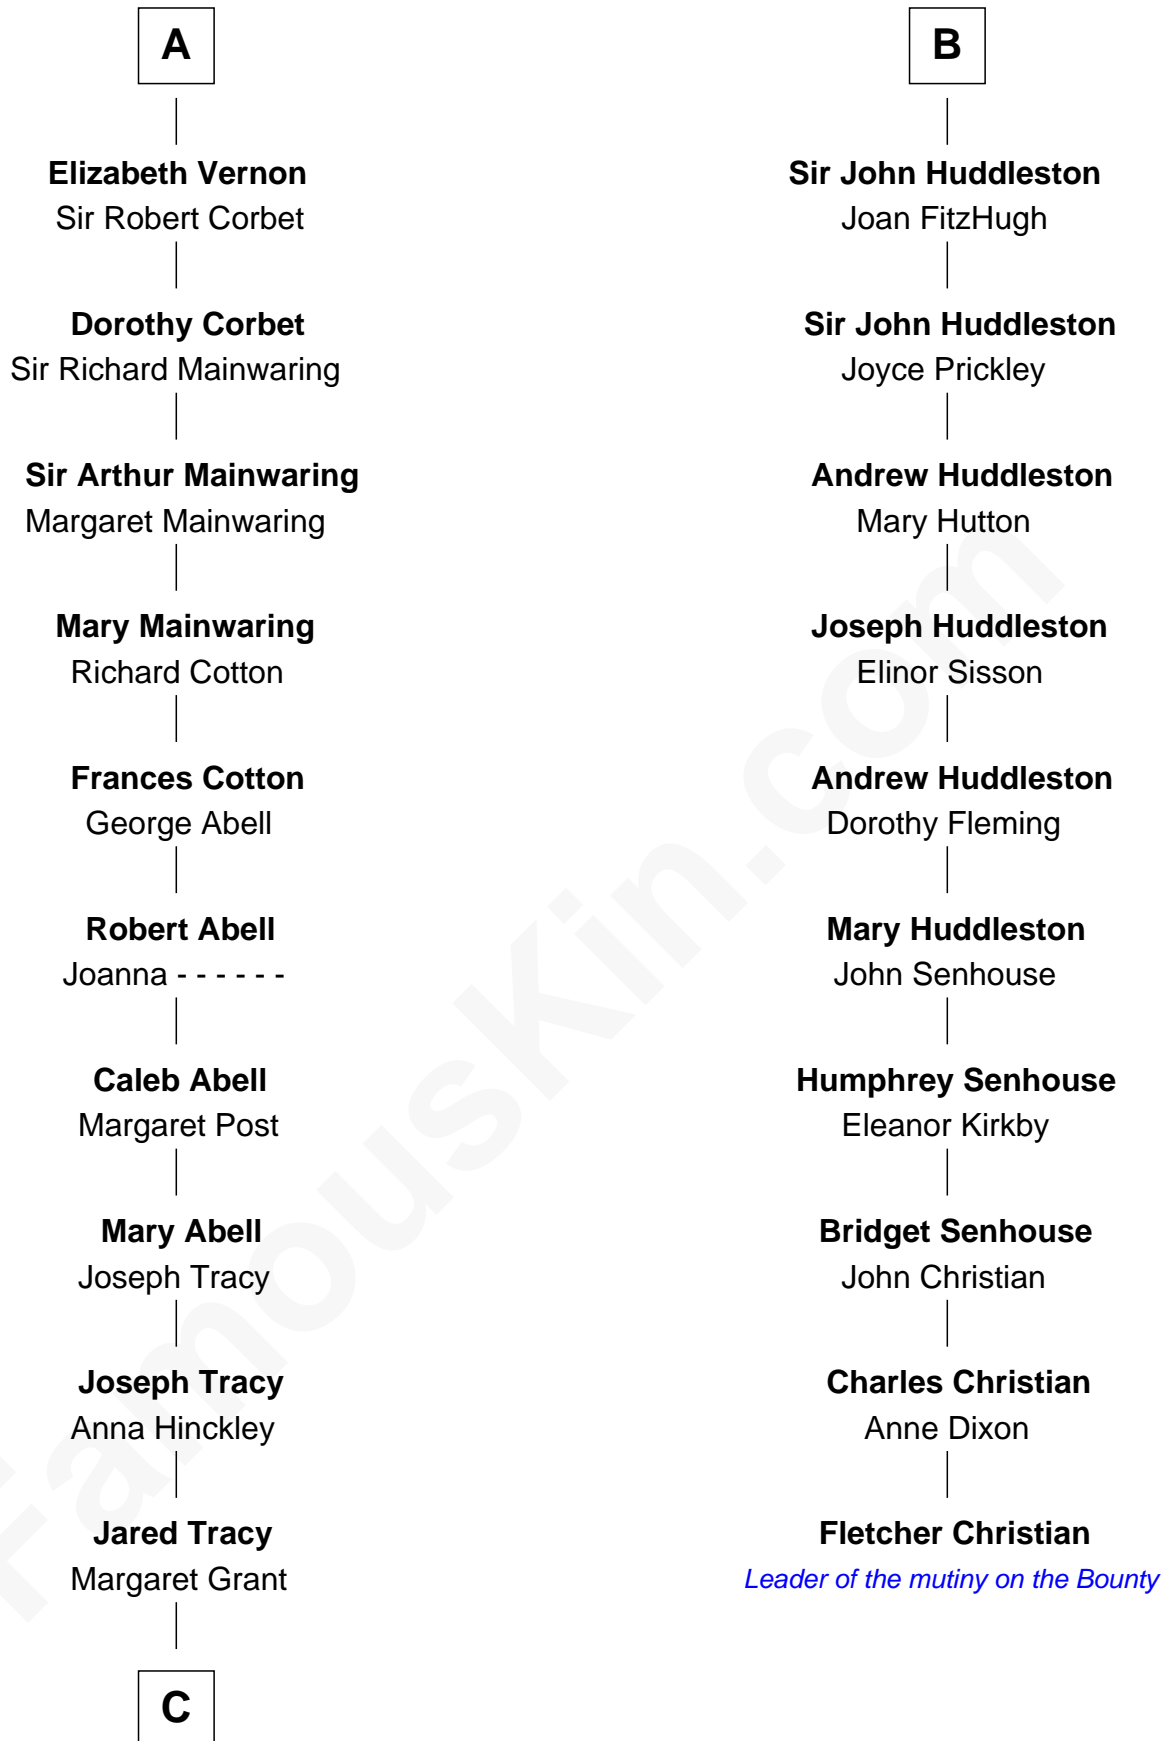 A
Elizabeth Vernon
Sir Robert Corbet
Dorothy Corbet
Sir Richard Mainwaring
Sir Arthur Mainwaring
Margaret Mainwaring
Mary Mainwaring
Richard Cotton
Frances Cotton
George Abell
Robert Abell
Joanna - - - - - -
Caleb Abell
Margaret Post
Mary Abell
Joseph Tracy
Joseph Tracy
Anna Hinckley
Jared Tracy
Margaret Grant
C
B
Sir John Huddleston
Joan FitzHugh
Sir John Huddleston
Joyce Prickley
Andrew Huddleston
Mary Hutton
Joseph Huddleston
Elinor Sisson
Andrew Huddleston
Dorothy Fleming
Mary Huddleston
John Senhouse
Humphrey Senhouse
Eleanor Kirkby
Bridget Senhouse
John Christian
Charles Christian
Anne Dixon
Fletcher Christian
Leader of the mutiny on the Bounty
FamousKin.com